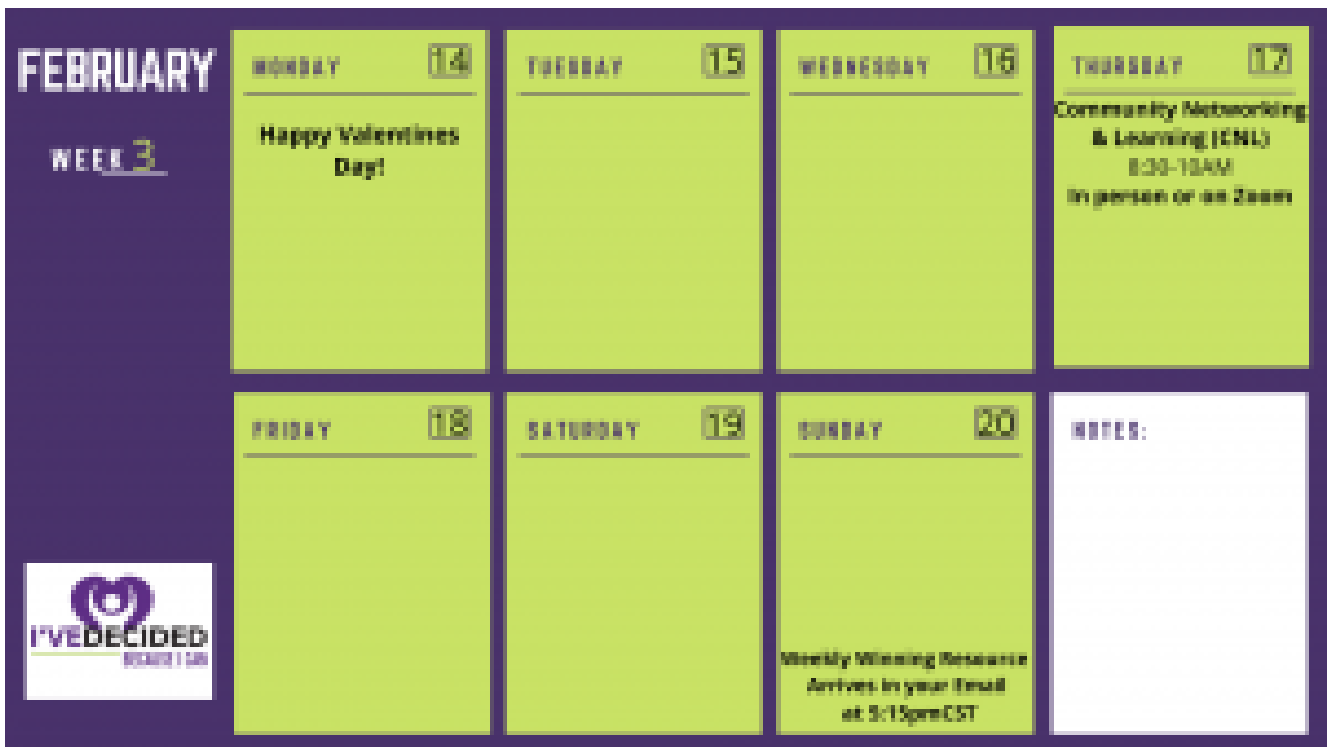 FEBRUARY
WEEK 3
MONDAY 14
Happy Valentines
Day!
TUESDAY 15
WEDNESDAY 16
THURSDAY 17
Community Networking
& Learning (CNL)
8:30-10AM
In person or on Zoom
FRIDAY 18
SATURDAY 19
SUNDAY 20
Weekly Winning Resource
Arrives in your Email
at 5:15pmCST
NOTES:
I'VEDECIDED
BECAUSE I CAN